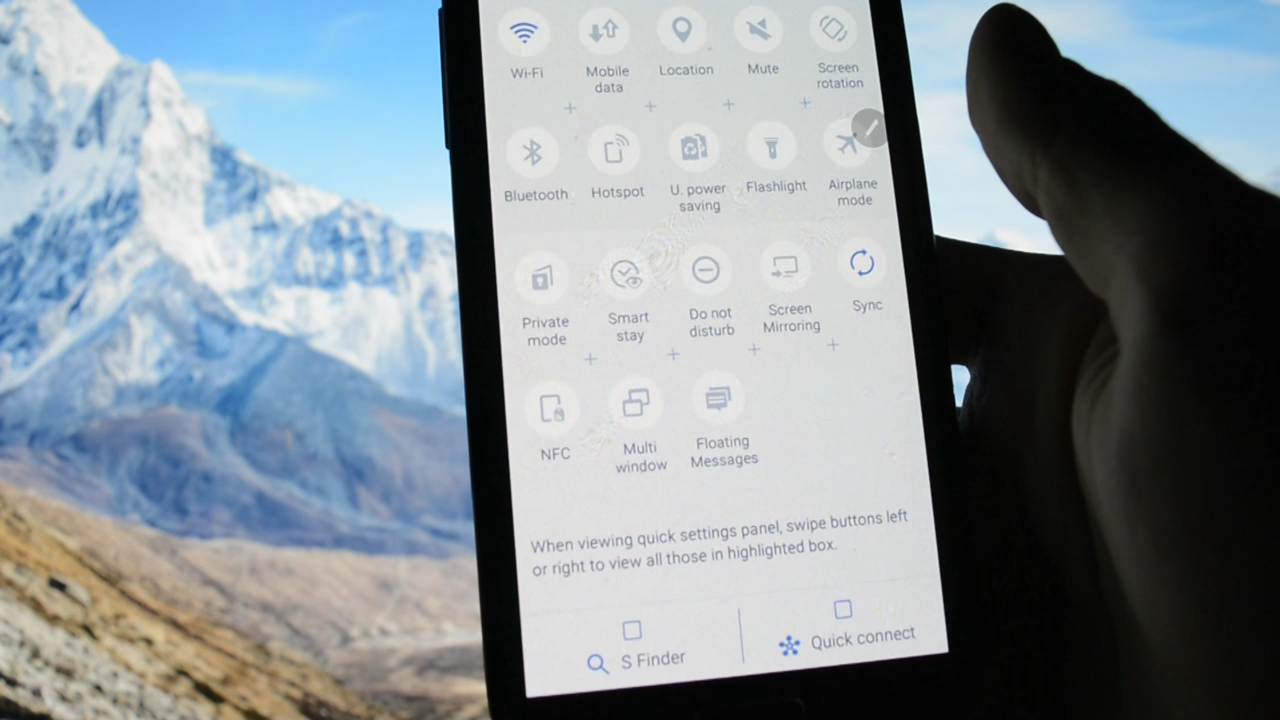 Wi-Fi
Mobile
data
Location
Mute
Screen
rotation
Bluetooth
Hotspot
U. power
saving
Flashlight
Airplane
mode
Private
mode
Smart
stay
Do not
disturb
Screen
Mirroring
Sync
NFC
Multi
window
Floating
Messages
When viewing quick settings panel, swipe buttons left
or right to view all those in highlighted box.
S Finder
Quick connect